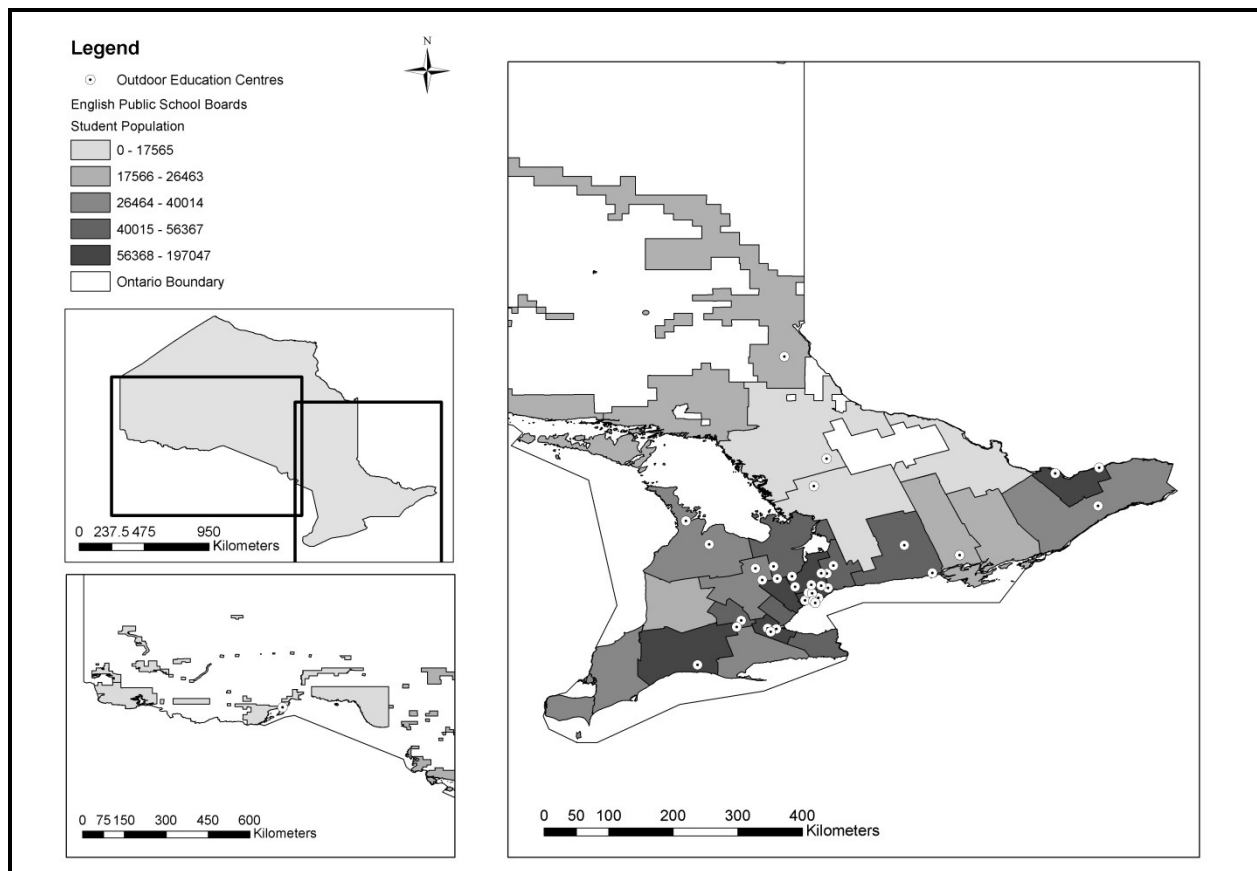 Legend
N
Outdoor Education Centres
English Public School Boards
Student Population
0 - 17565
17566 - 26463
26464 - 40014
40015 - 56367
56368 - 197047
Ontario Boundary
0 237.5 475 950
Kilometers
0 75 150 300 450 600
Kilometers
0 50 100 200 300 400
Kilometers